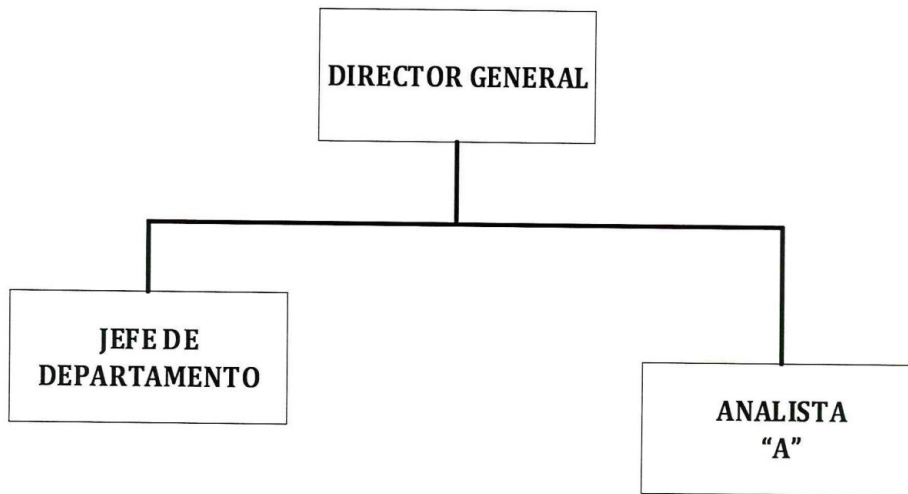 DIRECTOR GENERAL
JEFE DE
DEPARTAMENTO
ANALISTA
“A”